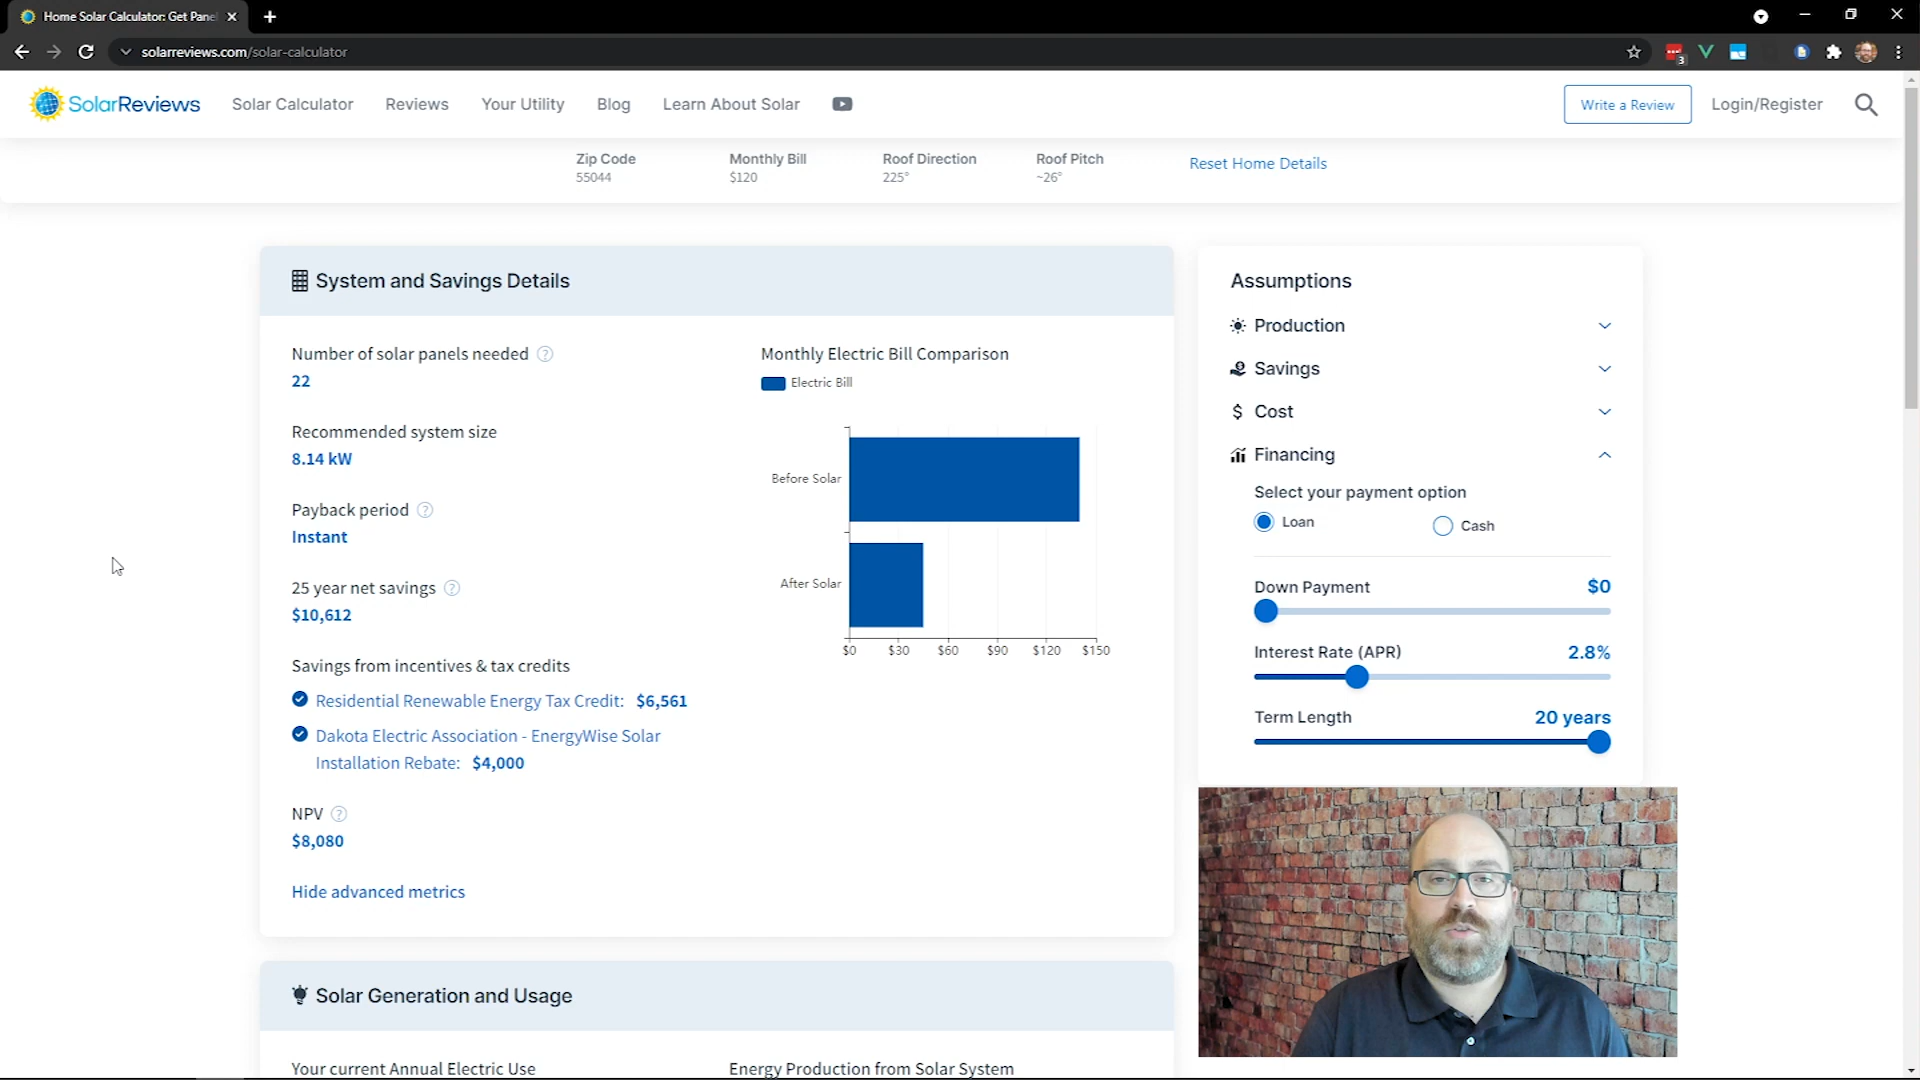 Home Solar Calculator: Get Pane
solarreviews.com/solar-calculator
3
SolarReviews
Solar Calculator
Reviews
Your Utility
Blog
Learn About Solar
Write a Review
Login/Register
Zip Code
55044
Monthly Bill
$120
Roof Direction
225°
Roof Pitch
~26°
Reset Home Details
System and Savings Details
Number of solar panels needed ?
22
Recommended system size
8.14 kW
Payback period ?
Instant
25 year net savings ?
$10,612
Savings from incentives & tax credits
Residential Renewable Energy Tax Credit: $6,561
Dakota Electric Association - EnergyWise Solar
Installation Rebate: $4,000
NPV ?
$8,080
Hide advanced metrics
Monthly Electric Bill Comparison
Electric Bill
Before Solar
After Solar
$0 $30 $60 $90 $120 $150
Assumptions
Production
Savings
$ Cost
Financing
Select your payment option
Loan
Cash
Down Payment $0
Interest Rate (APR) 2.8%
Term Length 20 years
Solar Generation and Usage
Your current Annual Electric Use
Energy Production from Solar System